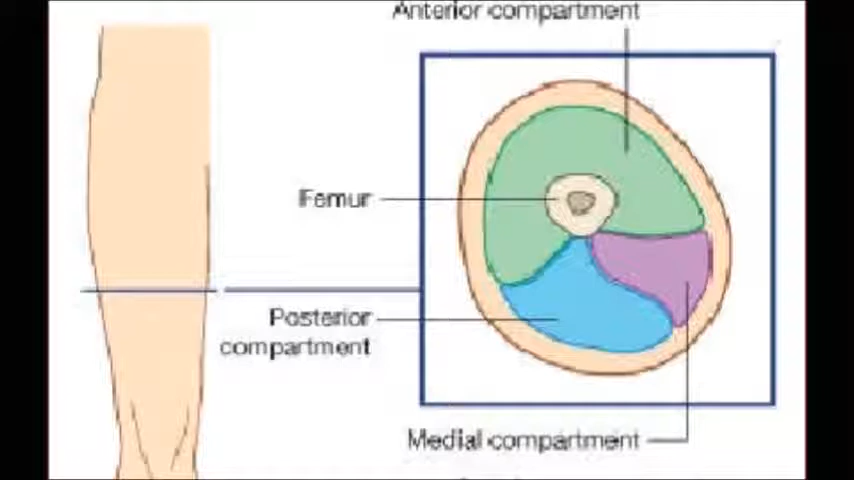 Anterior compartment
Femur
Posterior
compartment
Medial compartment